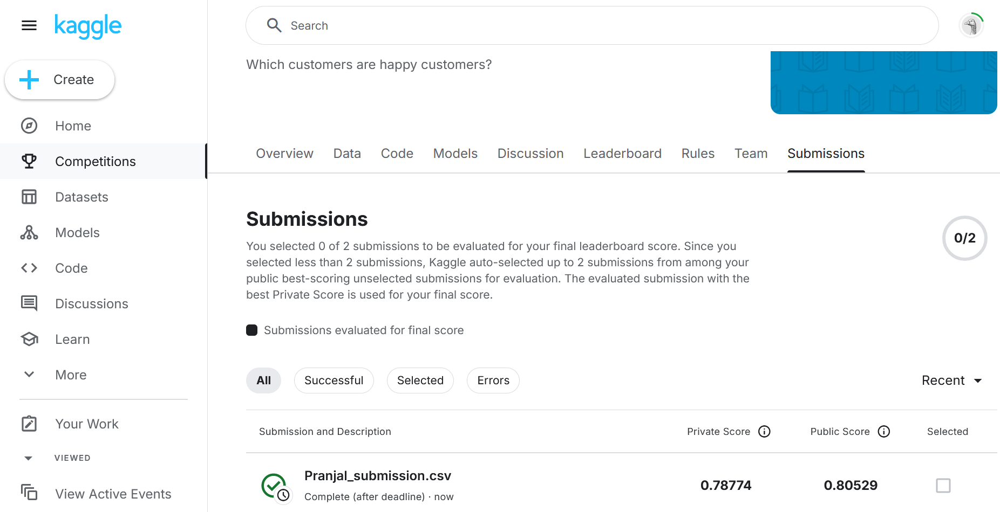 kaggle
Search
Create
Home
Competitions
Datasets
Models
Code
Discussions
Learn
More
Your Work
VIEWED
View Active Events
Which customers are happy customers?
Overview Data Code Models Discussion Leaderboard Rules Team Submissions
Submissions
You selected 0 of 2 submissions to be evaluated for your final leaderboard score. Since you
selected less than 2 submissions, Kaggle auto-selected up to 2 submissions from among your
public best-scoring unselected submissions for evaluation. The evaluated submission with the
best Private Score is used for your final score.
0/2
Submissions evaluated for final score
All Successful Selected Errors Recent
Submission and Description Private Score Public Score Selected
Pranjal_submission.csv
Complete (after deadline) · now
0.78774 0.80529